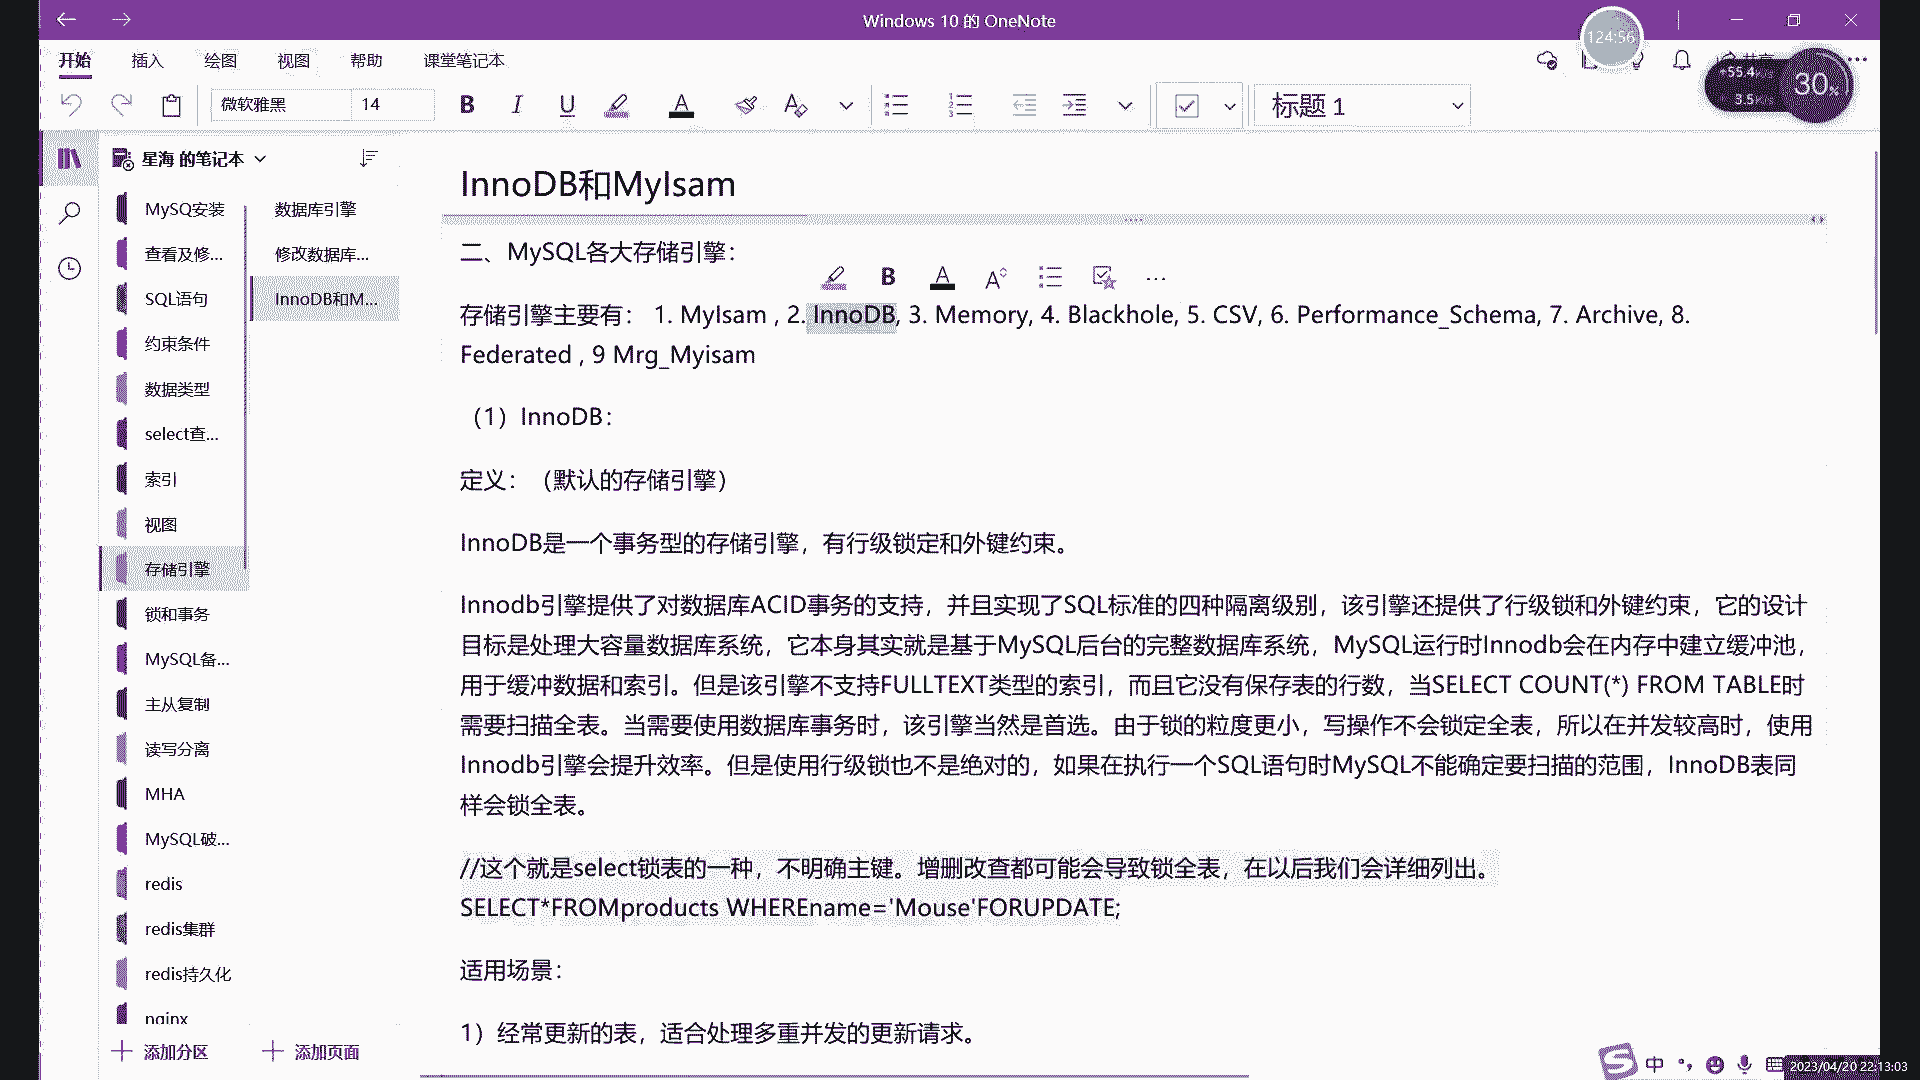 Windows 10 的 OneNote
124:56
开始 插入 绘图 视图 帮助 课堂笔记本
共享
+55.4K/s
3.5K/s
30%
微软雅黑 14 B I U A 标题 1
星海 的笔记本
MySQ安装
查看及修...
SQL语句
约束条件
数据类型
select查...
索引
视图
存储引擎
锁和事务
MySQL备...
主从复制
读写分离
MHA
MySQL破...
redis
redis集群
redis持久化
nginx
添加分区
数据库引擎
修改数据库...
InnoDB和M...
添加页面
InnoDB和MyIsam
二、MySQL各大存储引擎：
B A A ...
存储引擎主要有： 1. MyIsam , 2. InnoDB, 3. Memory, 4. Blackhole, 5. CSV, 6. Performance_Schema, 7. Archive, 8.
Federated , 9 Mrg_Myisam
（1）InnoDB：
定义：（默认的存储引擎）
InnoDB是一个事务型的存储引擎，有行级锁定和外键约束。
Innodb引擎提供了对数据库ACID事务的支持，并且实现了SQL标准的四种隔离级别，该引擎还提供了行级锁和外键约束，它的设计
目标是处理大容量数据库系统，它本身其实就是基于MySQL后台的完整数据库系统，MySQL运行时Innodb会在内存中建立缓冲池，
用于缓冲数据和索引。但是该引擎不支持FULLTEXT类型的索引，而且它没有保存表的行数，当SELECT COUNT(*) FROM TABLE时
需要扫描全表。当需要使用数据库事务时，该引擎当然是首选。由于锁的粒度更小，写操作不会锁定全表，所以在并发较高时，使用
Innodb引擎会提升效率。但是使用行级锁也不是绝对的，如果在执行一个SQL语句时MySQL不能确定要扫描的范围，InnoDB表同
样会锁全表。
//这个就是select锁表的一种，不明确主键。增删改查都可能会导致锁全表，在以后我们会详细列出。
SELECT*FROMproducts WHEREname='Mouse'FORUPDATE;
适用场景：
1）经常更新的表，适合处理多重并发的更新请求。
中
2023/04/20 22:13:03